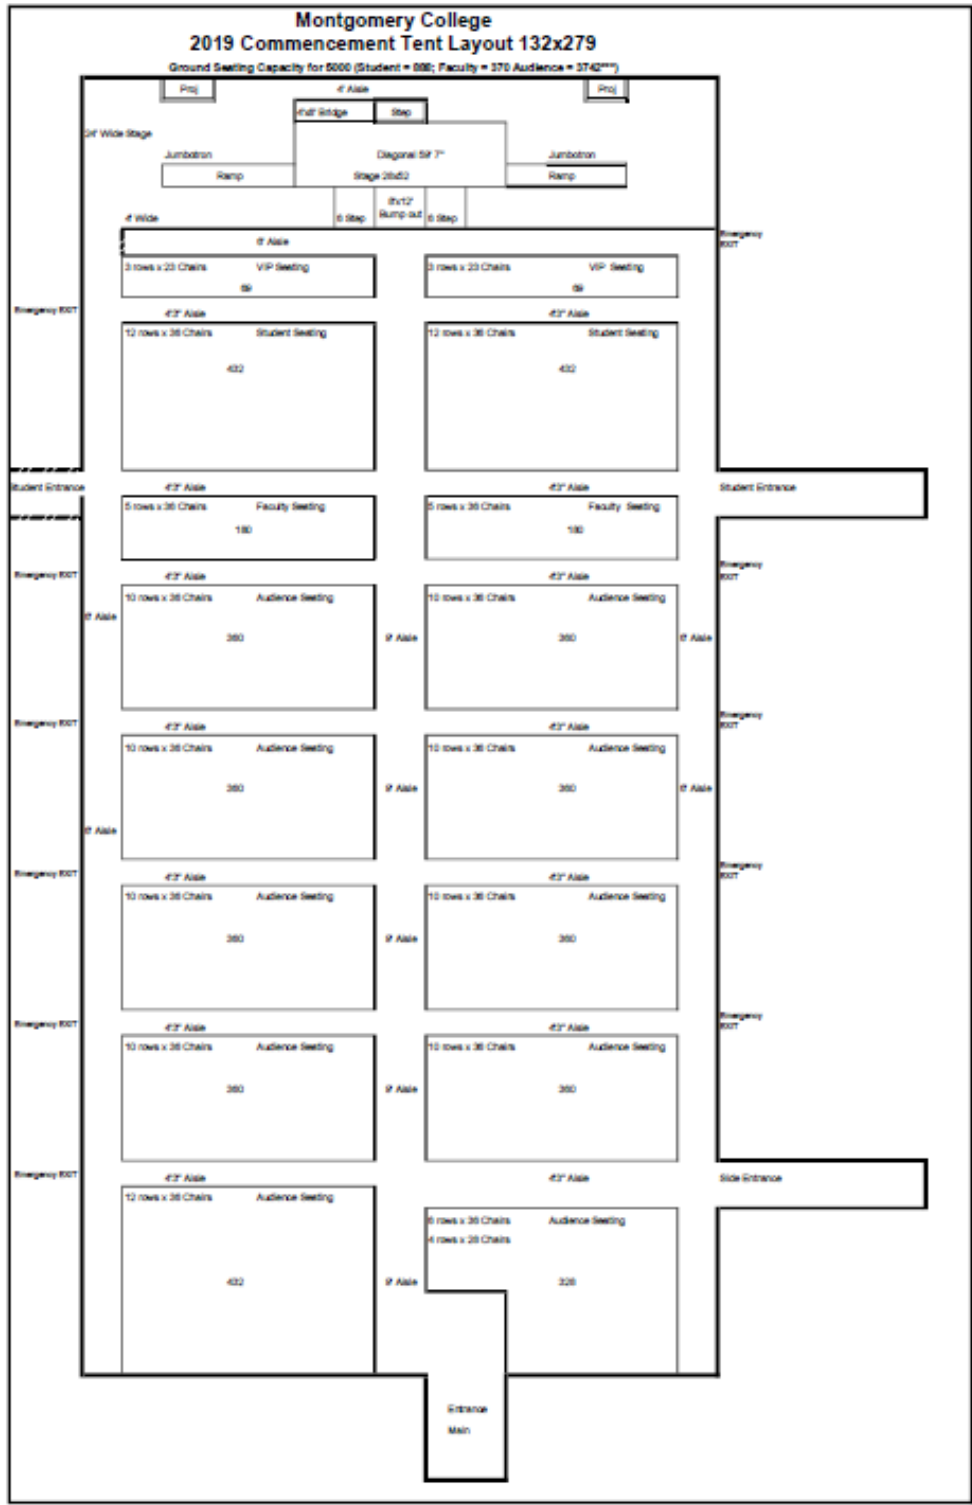 Montgomery College
2019 Commencement Tent Layout 132x279
Ground Seating Capacity for 5000 (Student = 888; Faculty = 370 Audience = 3742***)
Proj 4' Aisle Proj
4'x8' Bridge Step
Wide Stage
Jumbotron Diagonal 59' 7" Jumbotron
Ramp Stage 28x52 Ramp
8'x12'
4' Wide 6 Step Bump out 6 Step
6' Aisle Emergency
EXIT
3 rows x 23 Chairs VIP Seating 3 rows x 23 Chairs VIP Seating
69 69
Emergency EXIT 4'3" Aisle 4'3" Aisle
12 rows x 36 Chairs Student Seating 12 rows x 36 Chairs Student Seating
432 432
Student Entrance 4'3" Aisle 4'3" Aisle Student Entrance
5 rows x 36 Chairs Faculty Seating 5 rows x 36 Chairs Faculty Seating
180 180
Emergency EXIT 4'3" Aisle 4'3" Aisle Emergency
EXIT
10 rows x 36 Chairs Audience Seating 10 rows x 36 Chairs Audience Seating
6' Aisle
360 9' Aisle 360 6' Aisle
Emergency EXIT 4'3" Aisle 4'3" Aisle Emergency
EXIT
10 rows x 36 Chairs Audience Seating 10 rows x 36 Chairs Audience Seating
360 9' Aisle 360 6' Aisle
6' Aisle
Emergency EXIT 4'3" Aisle 4'3" Aisle Emergency
EXIT
10 rows x 36 Chairs Audience Seating 10 rows x 36 Chairs Audience Seating
360 9' Aisle 360
Emergency EXIT 4'3" Aisle 4'3" Aisle Emergency
EXIT
10 rows x 36 Chairs Audience Seating 10 rows x 36 Chairs Audience Seating
360 9' Aisle 360
Emergency EXIT 4'3" Aisle 4'3" Aisle Side Entrance
12 rows x 36 Chairs Audience Seating
6 rows x 36 Chairs Audience Seating
4 rows x 28 Chairs
432 9' Aisle 328
Entrance
Main